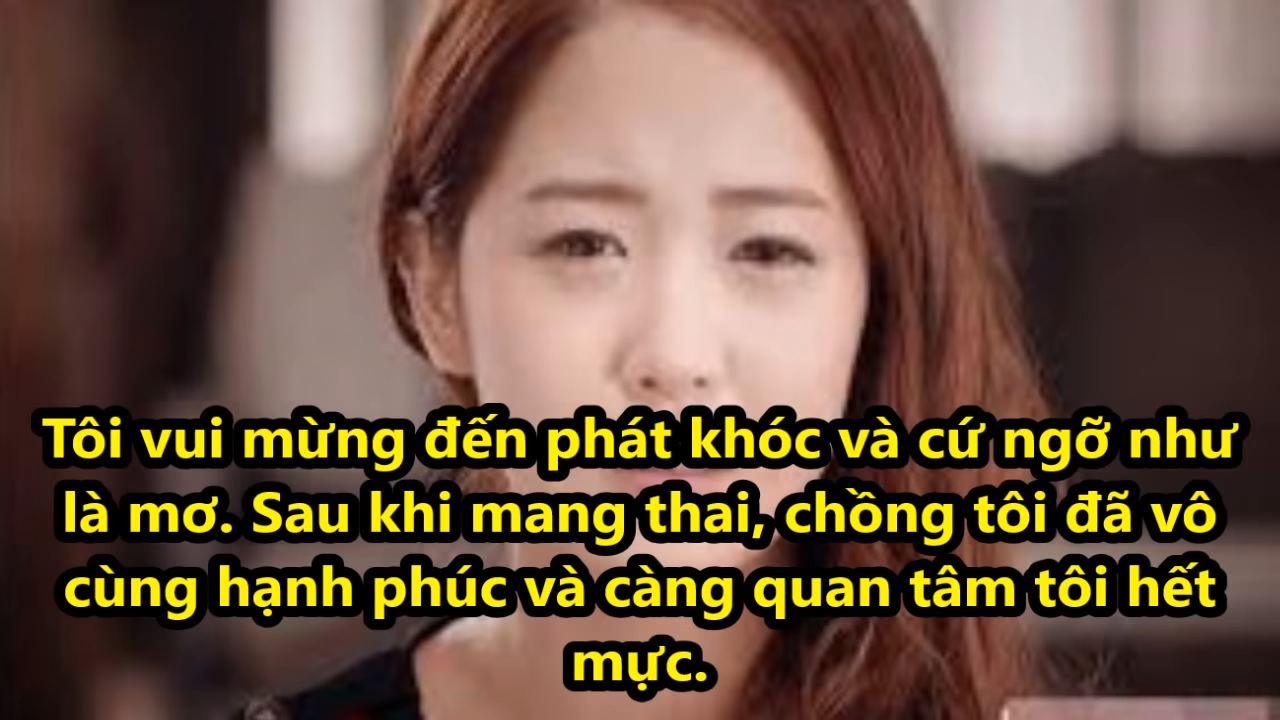 Tôi vui mừng đến phát khóc và cứ ngỡ như
là mơ. Sau khi mang thai, chồng tôi đã vô
cùng hạnh phúc và càng quan tâm tôi hết
mực.